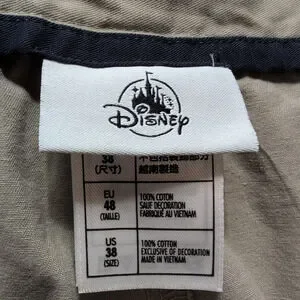 Disney
38
(尺寸)
不包括裝飾部分
越南製造
EU
48
(TAILLE)
100% COTTON
SAUF DECORATION
FABRIQUÉ AU VIETNAM
US
38
(SIZE)
100% COTTON
EXCLUSIVE OF DECORATION
MADE IN VIETNAM